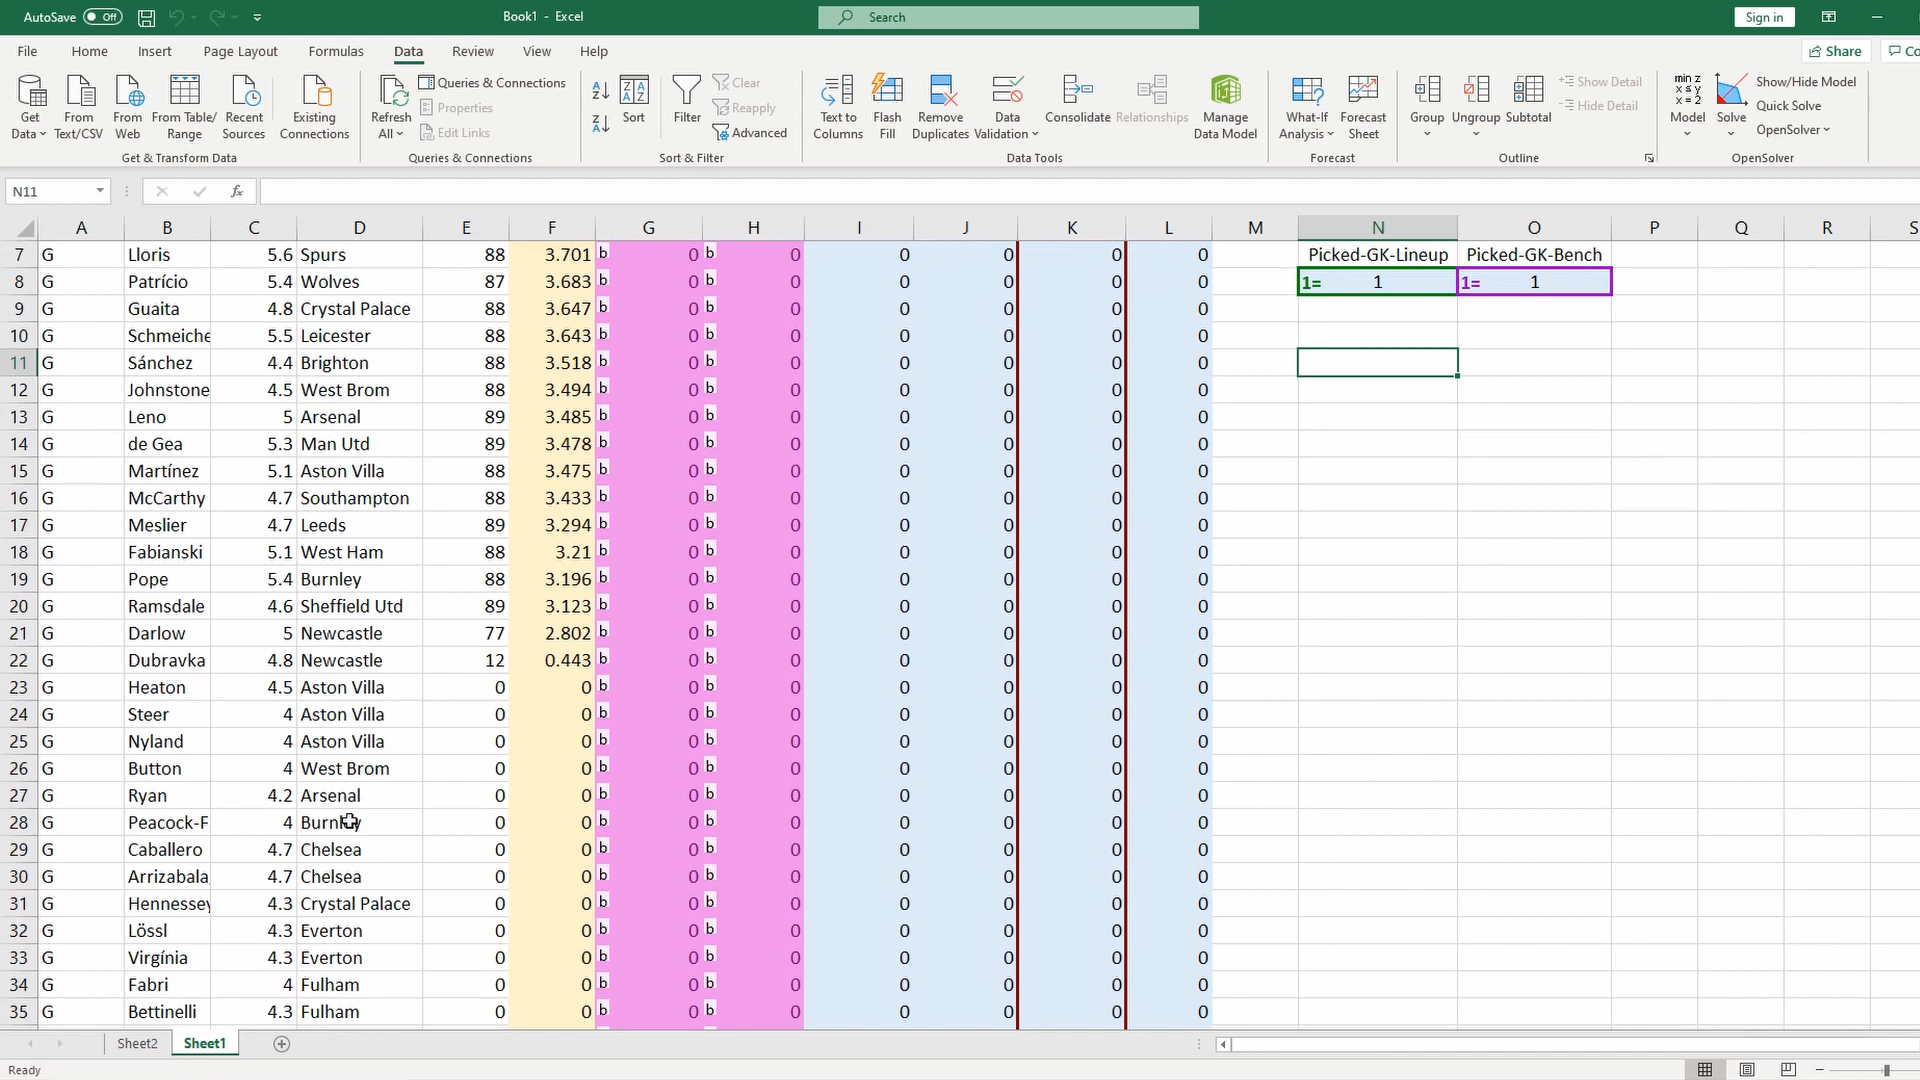 AutoSave Off Book1 - Excel Search Sign in
File Home Insert Page Layout Formulas Data Review View Help Share Co
Get Data From Text/CSV From Web From Table/ Range Recent Sources Existing Connections
Get & Transform Data
Refresh All Queries & Connections Properties Edit Links
Queries & Connections
Sort Filter Clear Reapply Advanced
Sort & Filter
Text to Columns Flash Fill Remove Duplicates Data Validation Consolidate Relationships Manage Data Model
Data Tools
What-If Analysis Forecast Sheet
Forecast
Group Ungroup Subtotal Show Detail Hide Detail
Outline
Model Solve Show/Hide Model Quick Solve OpenSolver
OpenSolver
N11 fx
A B C D E F G H I J K L M N O P Q R S
7 G Lloris 5.6 Spurs 88 3.701 b 0 b 0 0 0 0 0 Picked-GK-Lineup Picked-GK-Bench
8 G Patrício 5.4 Wolves 87 3.683 b 0 b 0 0 0 0 0 1= 1 1= 1
9 G Guaita 4.8 Crystal Palace 88 3.647 b 0 b 0 0 0 0 0
10 G Schmeiche 5.5 Leicester 88 3.643 b 0 b 0 0 0 0 0
11 G Sánchez 4.4 Brighton 88 3.518 b 0 b 0 0 0 0 0
12 G Johnstone 4.5 West Brom 88 3.494 b 0 b 0 0 0 0 0
13 G Leno 5 Arsenal 89 3.485 b 0 b 0 0 0 0 0
14 G de Gea 5.3 Man Utd 89 3.478 b 0 b 0 0 0 0 0
15 G Martínez 5.1 Aston Villa 88 3.475 b 0 b 0 0 0 0 0
16 G McCarthy 4.7 Southampton 88 3.433 b 0 b 0 0 0 0 0
17 G Meslier 4.7 Leeds 89 3.294 b 0 b 0 0 0 0 0
18 G Fabianski 5.1 West Ham 88 3.21 b 0 b 0 0 0 0 0
19 G Pope 5.4 Burnley 88 3.196 b 0 b 0 0 0 0 0
20 G Ramsdale 4.6 Sheffield Utd 89 3.123 b 0 b 0 0 0 0 0
21 G Darlow 5 Newcastle 77 2.802 b 0 b 0 0 0 0 0
22 G Dubravka 4.8 Newcastle 12 0.443 b 0 b 0 0 0 0 0
23 G Heaton 4.5 Aston Villa 0 0 b 0 b 0 0 0 0 0
24 G Steer 4 Aston Villa 0 0 b 0 b 0 0 0 0 0
25 G Nyland 4 Aston Villa 0 0 b 0 b 0 0 0 0 0
26 G Button 4 West Brom 0 0 b 0 b 0 0 0 0 0
27 G Ryan 4.2 Arsenal 0 0 b 0 b 0 0 0 0 0
28 G Peacock-F 4 Burnley 0 0 b 0 b 0 0 0 0 0
29 G Caballero 4.7 Chelsea 0 0 b 0 b 0 0 0 0 0
30 G Arrizabala 4.7 Chelsea 0 0 b 0 b 0 0 0 0 0
31 G Hennessey 4.3 Crystal Palace 0 0 b 0 b 0 0 0 0 0
32 G Lössl 4.3 Everton 0 0 b 0 b 0 0 0 0 0
33 G Virgínia 4.3 Everton 0 0 b 0 b 0 0 0 0 0
34 G Fabri 4 Fulham 0 0 b 0 b 0 0 0 0 0
35 G Bettinelli 4.3 Fulham 0 0 b 0 b 0 0 0 0 0
Sheet2 Sheet1
Ready